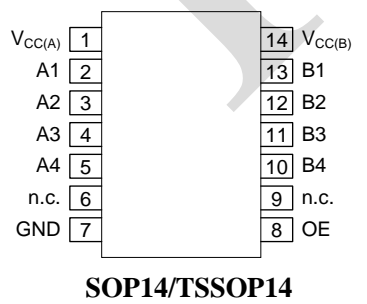 VCC(A) 1 14 VCC(B)
A1 2 13 B1
A2 3 12 B2
A3 4 11 B3
A4 5 10 B4
n.c. 6 9 n.c.
GND 7 8 OE
SOP14/TSSOP14